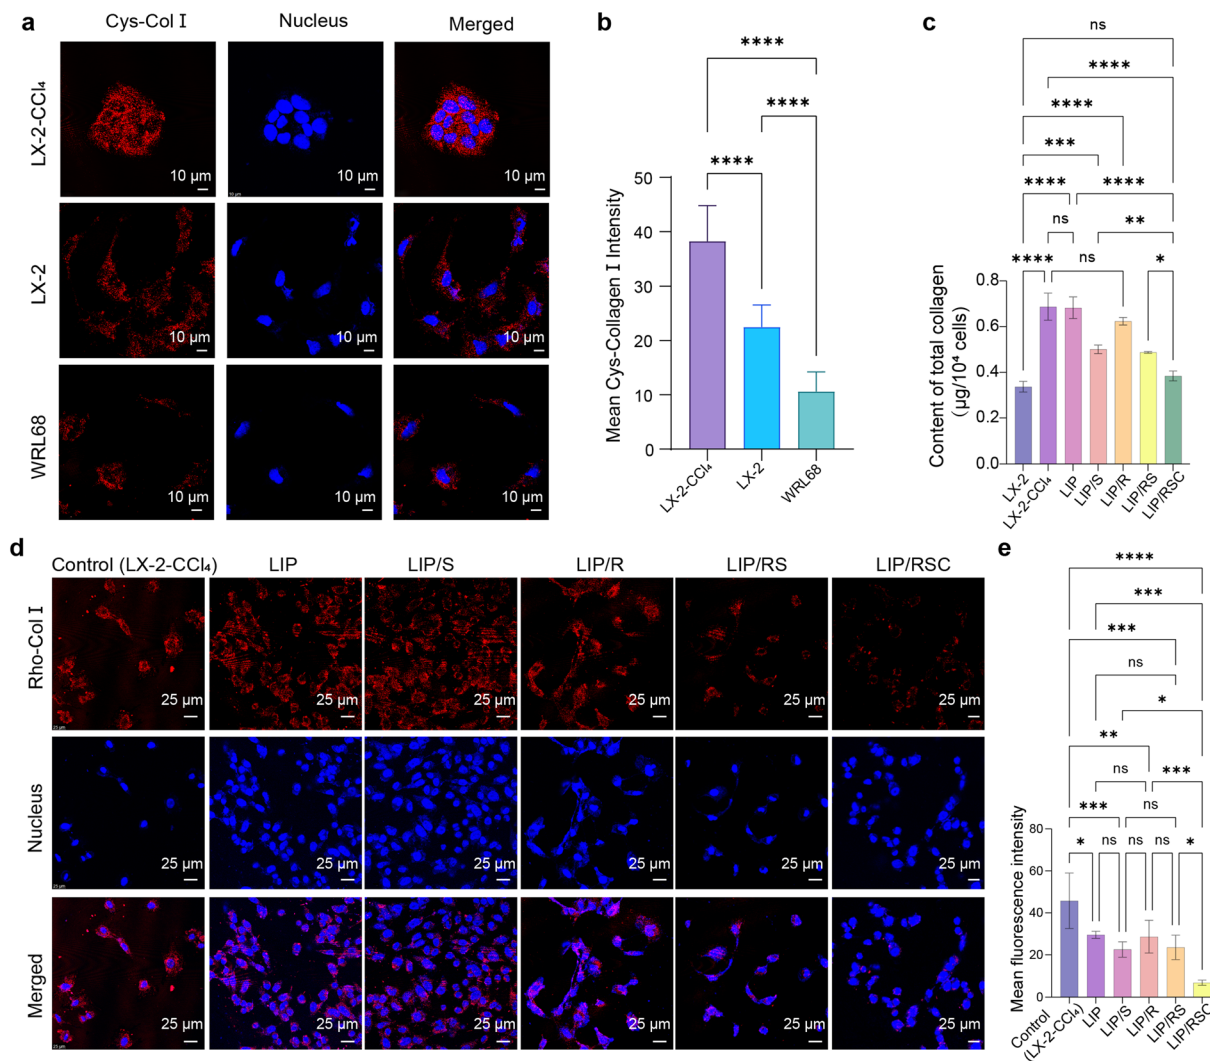 a
Cys-Col I
Nucleus
Merged
LX-2-CCl₄
10 μm
10 μm
10 μm
LX-2
10 μm
10 μm
10 μm
WRL68
10 μm
10 μm
10 μm
b
****
****
****
Mean Cys-Collagen I Intensity
50
40
30
20
10
0
LX-2-CCl₄
LX-2
WRL68
c
ns
****
****
***
****
****
ns
**
****
ns
*
Content of total collagen
(μg/10⁴ cells)
0.8
0.6
0.4
0.2
0.0
LX-2
LX-2-CCl₄
LIP
LIP/S
LIP/R
LIP/RS
LIP/RSC
d
Control (LX-2-CCl₄)
LIP
LIP/S
LIP/R
LIP/RS
LIP/RSC
Rho-Col I
25 μm
25 μm
25 μm
25 μm
25 μm
25 μm
Nucleus
25 μm
25 μm
25 μm
25 μm
25 μm
25 μm
Merged
25 μm
25 μm
25 μm
25 μm
25 μm
25 μm
e
****
***
***
ns
*
**
ns
***
***
ns
*
ns
ns
ns
*
Mean fluorescence intensity
80
60
40
20
0
Control
(LX-2-CCl₄)
LIP
LIP/S
LIP/R
LIP/RS
LIP/RSC